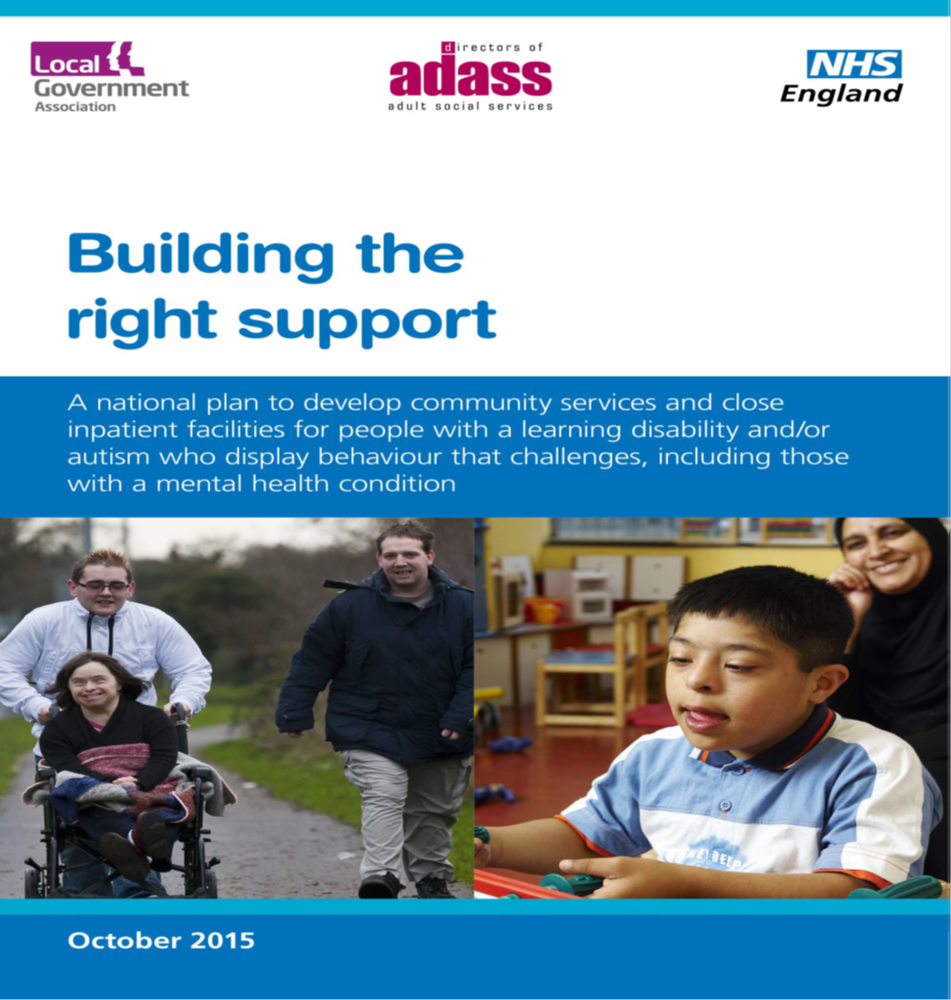 Local
Government
Association
directors of
adass
adult social services
NHS
England
Building the
right support
A national plan to develop community services and close
inpatient facilities for people with a learning disability and/or
autism who display behaviour that challenges, including those
with a mental health condition
October 2015